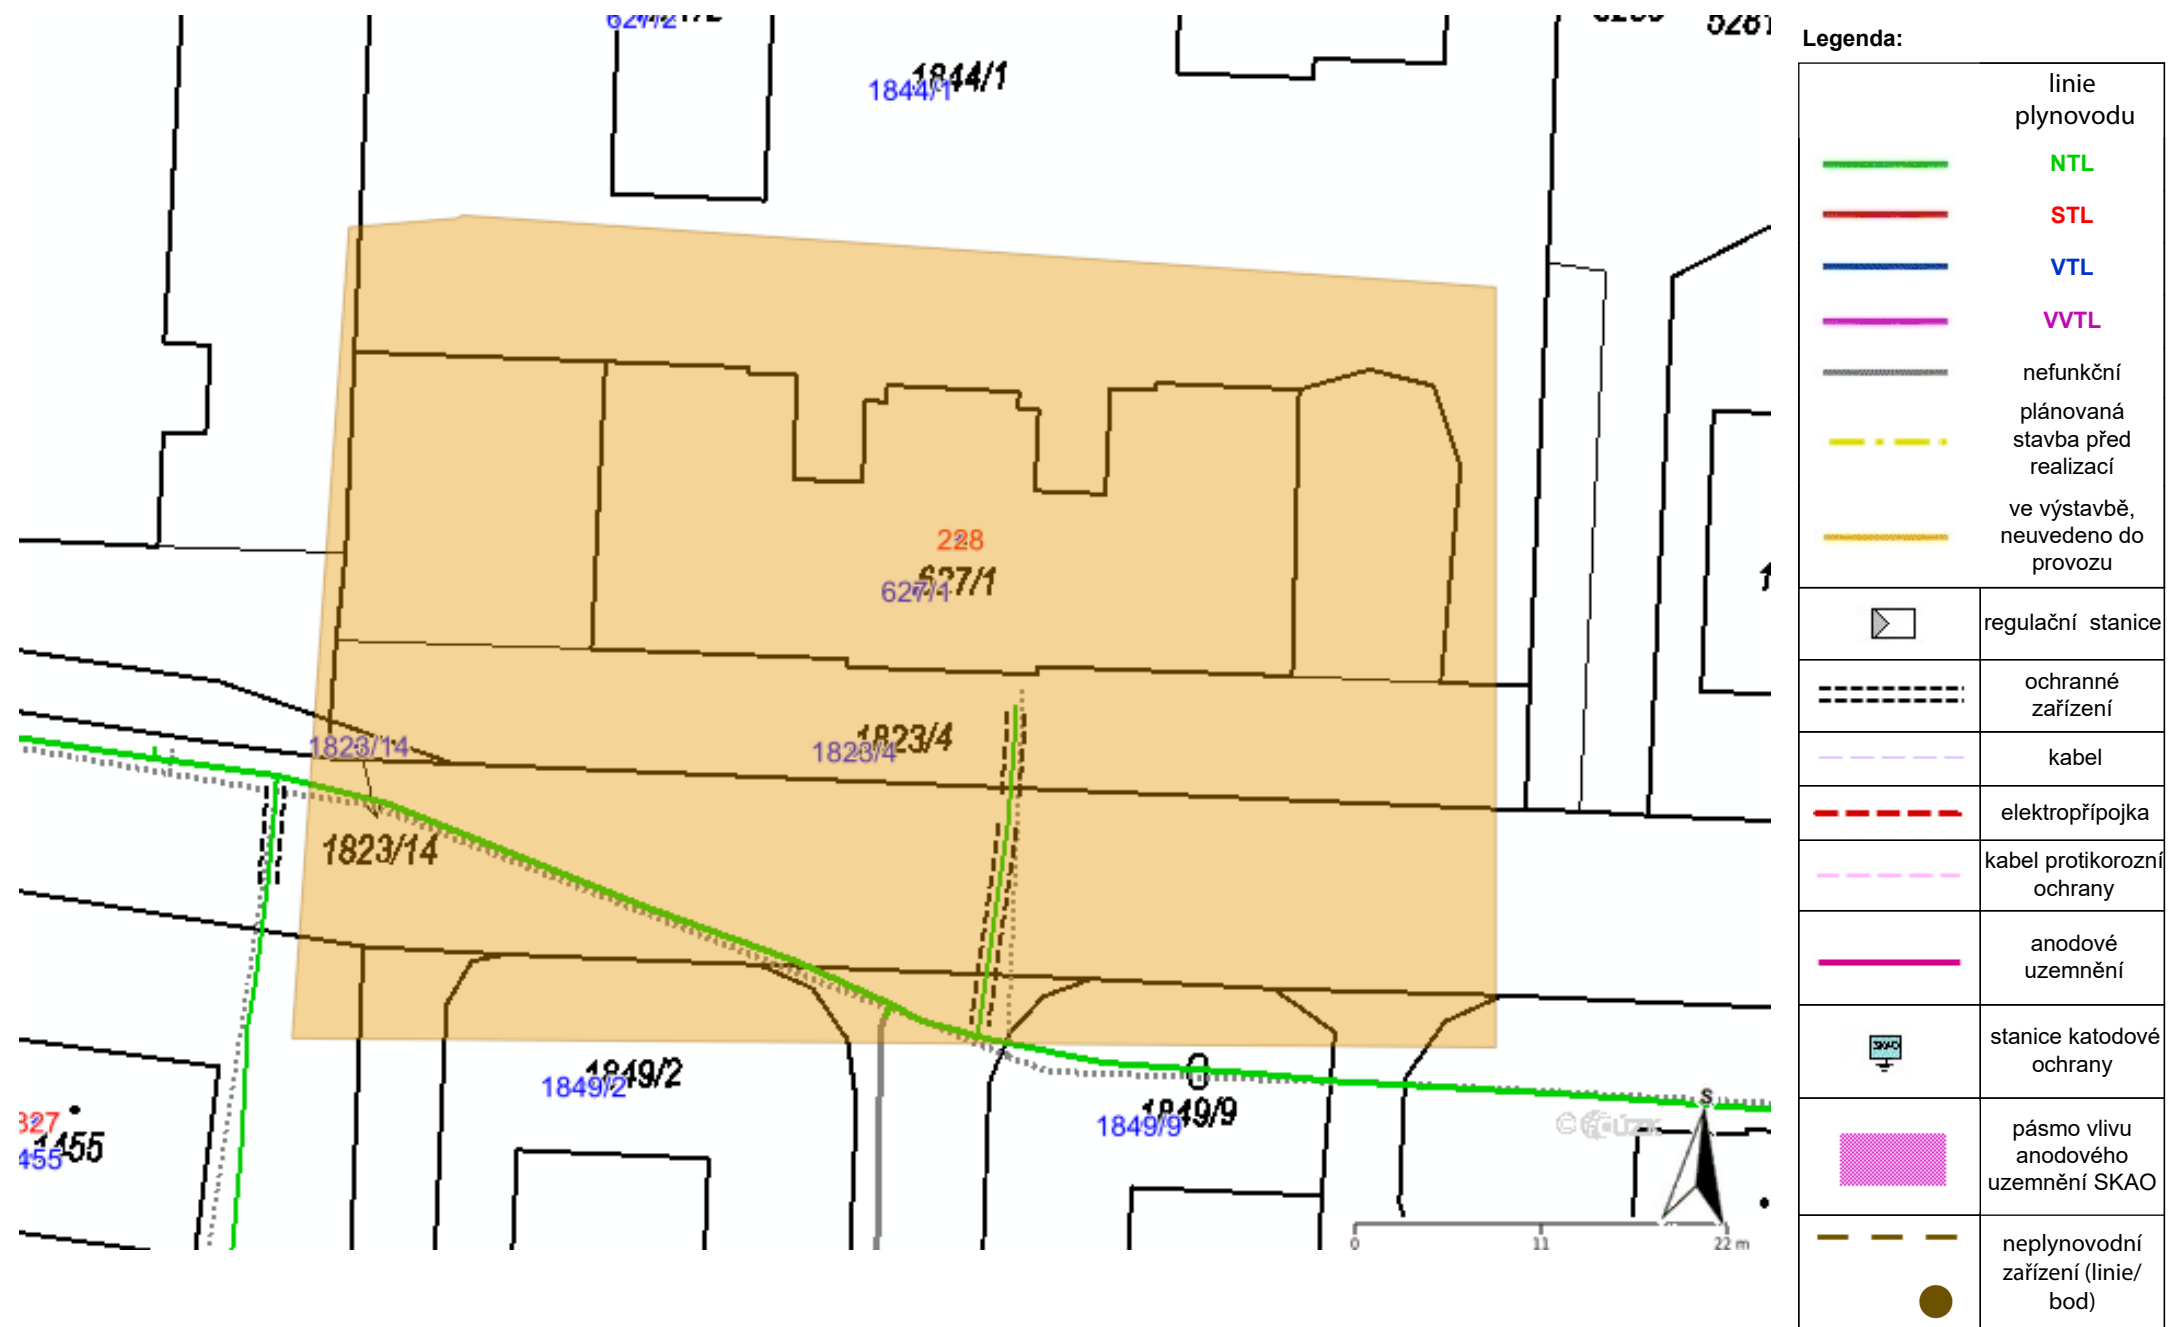 627/2
1844/1
1844/1
228
627/1
627/1
1823/4
1823/4
1823/14
1823/14
1849/2
1849/2
1849/9
1849/9
327
1455
455
S
0 11 22 m
Legenda:
linie
plynovodu
NTL
STL
VTL
VVTL
nefunkční
plánovaná
stavba před
realizací
ve výstavbě,
neuvedeno do
provozu
regulační stanice
ochranné
zařízení
kabel
elektropřípojka
kabel protikorozní
ochrany
anodové
uzemnění
SKAO
stanice katodové
ochrany
pásmo vlivu
anodového
uzemnění SKAO
neplynovodní
zařízení (linie/
bod)